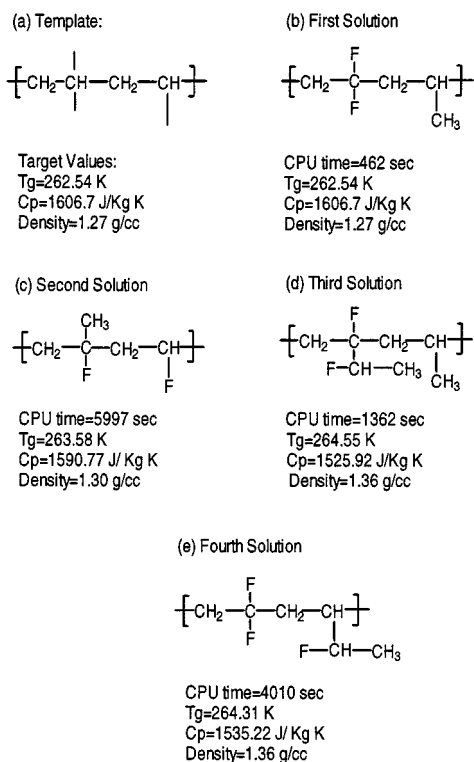 (a) Template:
CH2—CH—CH2—CH
Target Values:
Tg=262.54 K
Cp=1606.7 J/Kg K
Density=1.27 g/cc
(b) First Solution
F
CH2—C—CH2—CH
F
CH3
CPU time=462 sec
Tg=262.54 K
Cp=1606.7 J/Kg K
Density=1.27 g/cc
(c) Second Solution
CH3
CH2—C—CH2—CH
F
F
CPU time=5997 sec
Tg=263.58 K
Cp=1590.77 J/ Kg K
Density=1.30 g/cc
(d) Third Solution
F
CH2—C—CH2—CH
F—CH—CH3
CH3
CPU time=1362 sec
Tg=264.55 K
Cp=1525.92 J/Kg K
Density=1.36 g/cc
(e) Fourth Solution
F
CH2—C—CH2—CH
F
F—CH—CH3
CPU time=4010 sec
Tg=264.31 K
Cp=1535.22 J/ Kg K
Density=1.36 g/cc